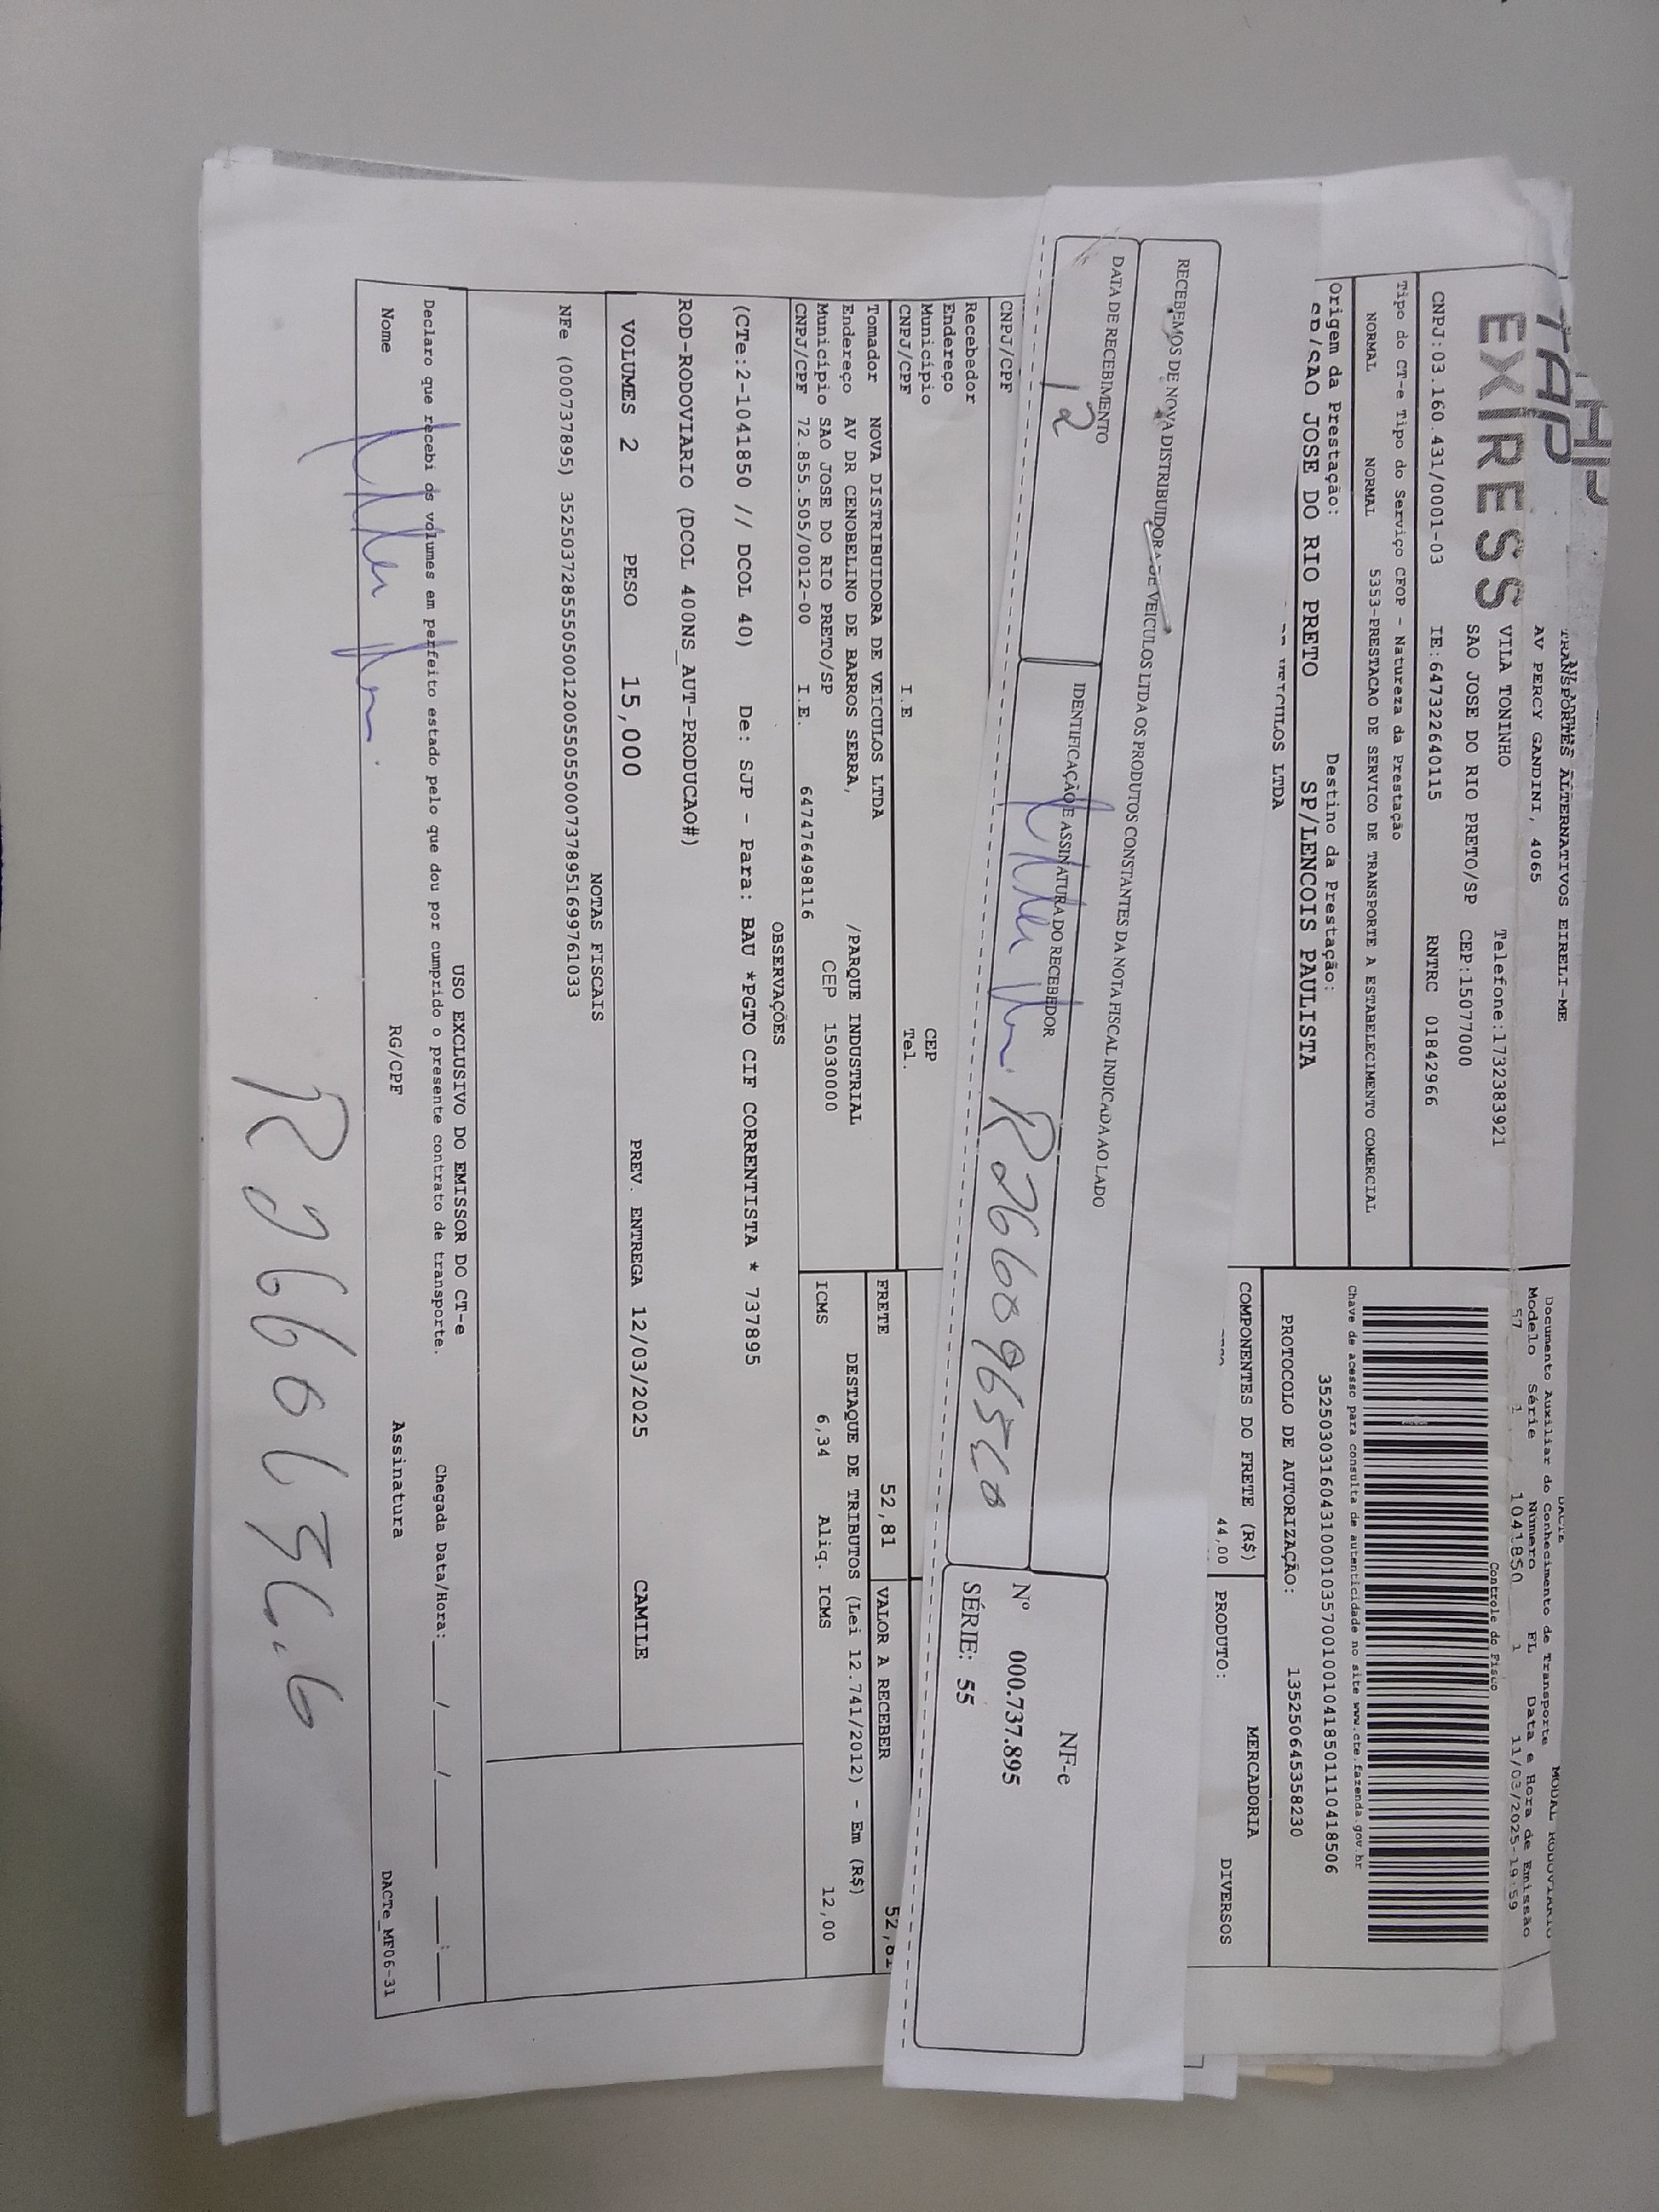 TAP
EXPRESS
TRANSPORTES ALTERNATIVOS EIRELI-ME
AV PERCY GANDINI, 4065
VILA TONINHO Telefone:1732383921
SAO JOSE DO RIO PRETO/SP CEP:15077000
CNPJ:03.160.431/0001-03 IE:647322640115 RNTRC 01842966
Tipo do CT-e Tipo do Serviço CFOP - Natureza da Prestação
NORMAL NORMAL 5353-PRESTACAO DE SERVICO DE TRANSPORTE A ESTABELECIMENTO COMERCIAL
Origem da Prestação: Destino da Prestação:
SP/SAO JOSE DO RIO PRETO SP/LENCOIS PAULISTA
DE VEICULOS LTDA
DACTE MODAL RODOVIARIO
Documento Auxiliar do Conhecimento de Transporte
Modelo Série Número FL Data e Hora de Emissão
57 1 1041850 1 11/03/2025-19:59
Controle do Fisco
Chave de acesso para consulta de autenticidade no site www.cte.fazenda.gov.br
35250303160431000103570010010418501110418506
PROTOCOLO DE AUTORIZAÇÃO: 135250645358230
COMPONENTES DO FRETE (R$) MERCADORIA
44,00 PRODUTO: DIVERSOS
RECEBEMOS DE NOVA DISTRIBUIDORA DE VEICULOS LTDA OS PRODUTOS CONSTANTES DA NOTA FISCAL INDICADA AO LADO
DATA DE RECEBIMENTO
12
IDENTIFICAÇÃO E ASSINATURA DO RECEBEDOR
NF-e
Nº 000.737.895
SÉRIE: 55
CNPJ/CPF
Recebedor
Endereço
Município CEP
CNPJ/CPF I.E Tel.
Tomador NOVA DISTRIBUIDORA DE VEICULOS LTDA
Endereço AV DR CENOBELINO DE BARROS SERRA, /PARQUE INDUSTRIAL
Município SAO JOSE DO RIO PRETO/SP CEP 15030000
CNPJ/CPF 72.855.505/0012-00 I.E. 647476498116
FRETE 52,81 VALOR A RECEBER 52,81
DESTAQUE DE TRIBUTOS (Lei 12.741/2012) - Em (R$)
ICMS 6,34 Aliq. ICMS 12,00
OBSERVAÇÕES
(CTe:2-1041850 // DCOL 40) De: SJP - Para: BAU *PGTO CIF CORRENTISTA * 737895
ROD-RODOVIARIO (DCOL 400NS_AUT-PRODUCAO#)
VOLUMES 2 PESO 15,000 PREV. ENTREGA 12/03/2025 CAMILE
NOTAS FISCAIS
NFe (000737895) 35250372855505001200550550007378951699761033
USO EXCLUSIVO DO EMISSOR DO CT-e
Declaro que recebi os volumes em perfeito estado pelo que dou por cumprido o presente contrato de transporte. Chegada Data/Hora:____/____/____ ___:___
Nome RG/CPF Assinatura DACTe_MF06-31